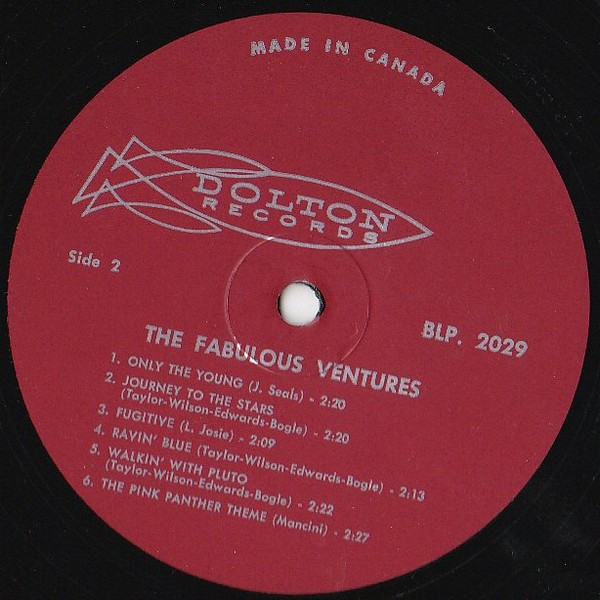 MADE IN CANADA
DOLTON
RECORDS
Side 2
BLP. 2029
THE FABULOUS VENTURES
1. ONLY THE YOUNG (J. Seals) - 2:20
2. JOURNEY TO THE STARS
(Taylor-Wilson-Edwards-Bogle) - 2:20
3. FUGITIVE (L. Josie) - 2:09
4. RAVIN' BLUE (Taylor-Wilson-Edwards-Bogle) - 2:13
5. WALKIN' WITH PLUTO
(Taylor-Wilson-Edwards-Bogle) - 2:22
6. THE PINK PANTHER THEME (Mancini) - 2:27